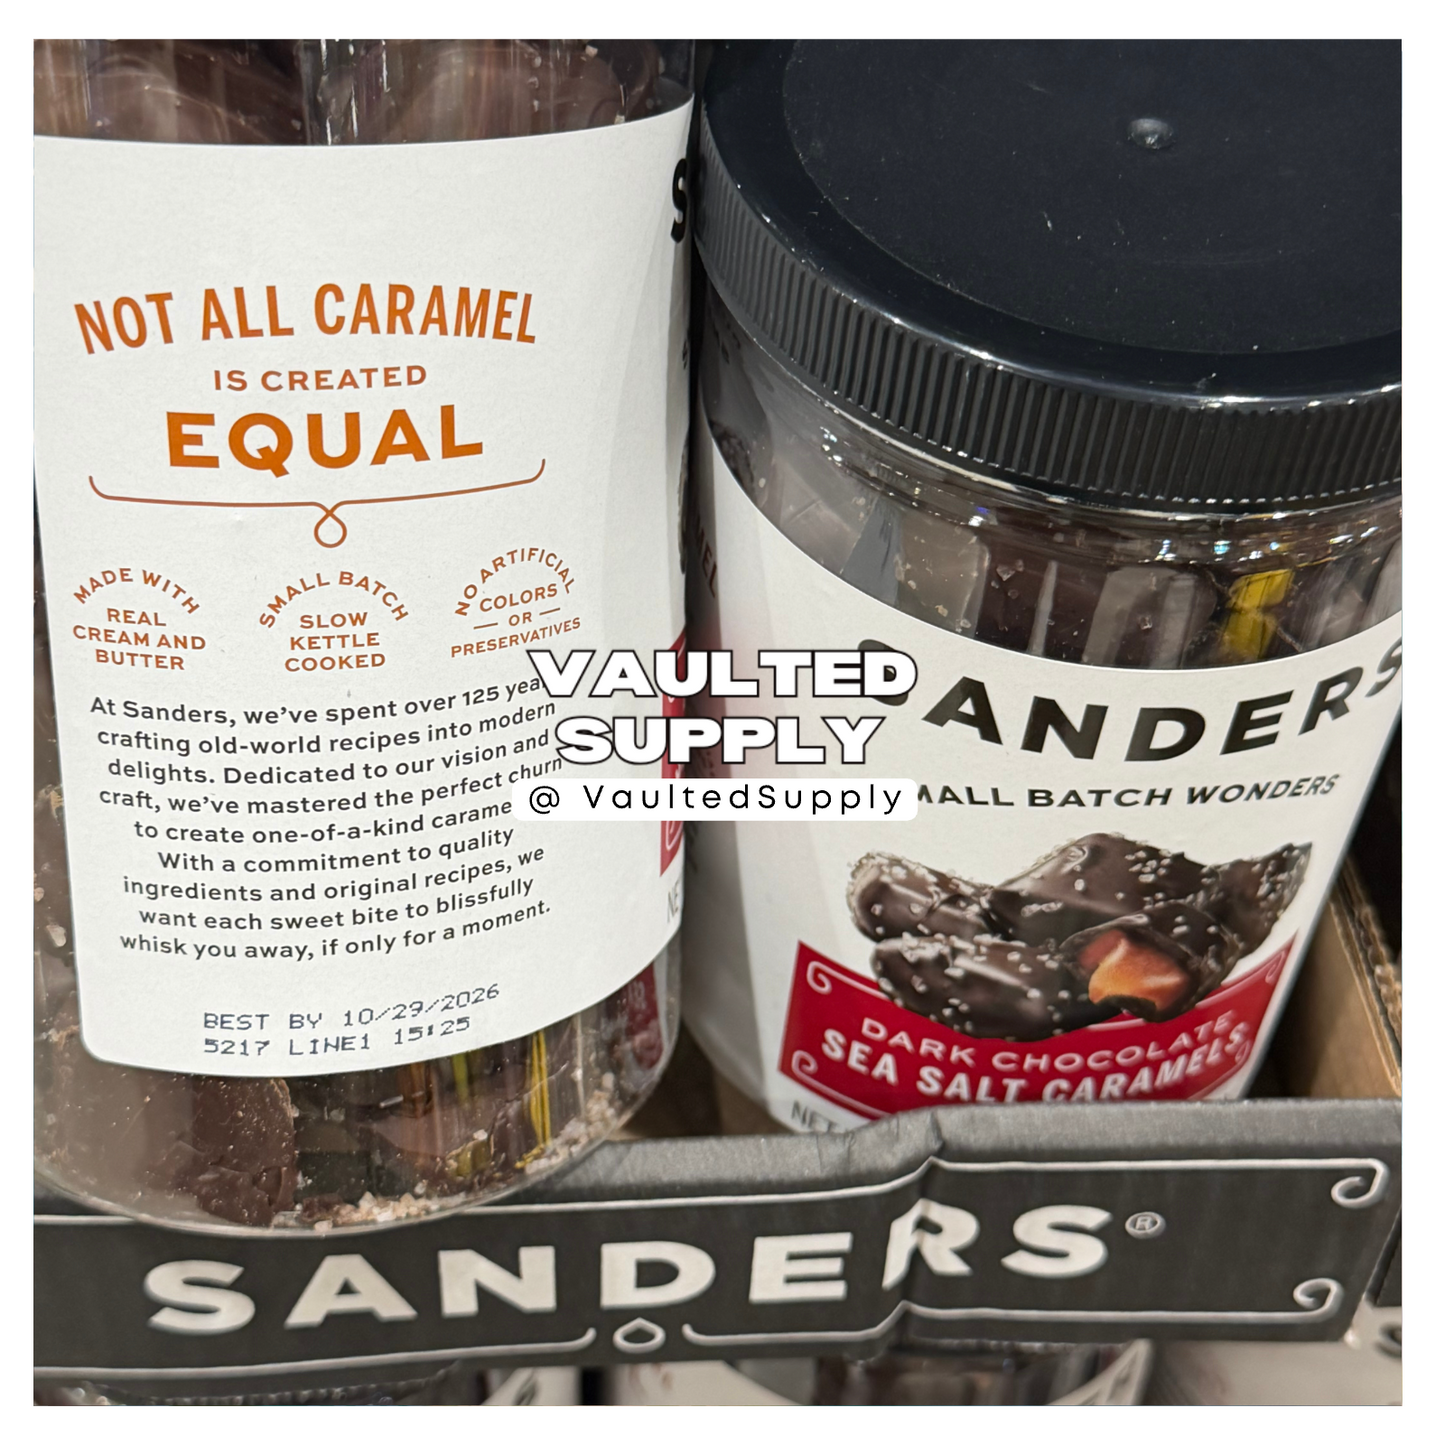 NOT ALL CARAMEL
IS CREATED
EQUAL
MADE WITH
REAL
CREAM AND
BUTTER
SMALL BATCH
SLOW
KETTLE
COOKED
NO ARTIFICIAL
COLORS
— OR —
PRESERVATIVES
At Sanders, we've spent over 125
crafting old-world recipes into modern
delights. Dedicated to our vision and
craft, we've mastered the perfect churn
to create one-of-a-kind
With a commitment to quality
ingredients and original recipes, we
want each sweet bite to blissfully
whisk you away, if only for a moment.
BEST BY 10/29/2026
5217 LINE1 15:25
VAULTED
SUPPLY
@ VaultedSupply
SANDERS
BATCH WONDERS
DARK CHOCOLATE
SEA SALT CARAMELS
NET
SANDERS®